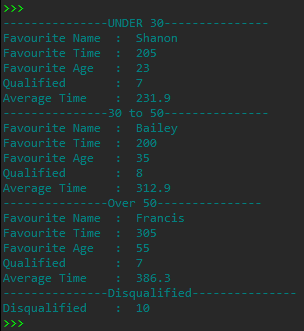 >>>
---------------UNDER 30---------------
Favourite Name  :  Shanon
Favourite Time  :  205
Favourite Age   :  23
Qualified       :  7
Average Time    :  231.9
---------------30 to 50---------------
Favourite Name  :  Bailey
Favourite Time  :  200
Favourite Age   :  35
Qualified       :  8
Average Time    :  312.9
---------------Over 50---------------
Favourite Name  :  Francis
Favourite Time  :  305
Favourite Age   :  55
Qualified       :  7
Average Time    :  386.3
---------------Disqualified---------------
Disqualified    :  10
>>>